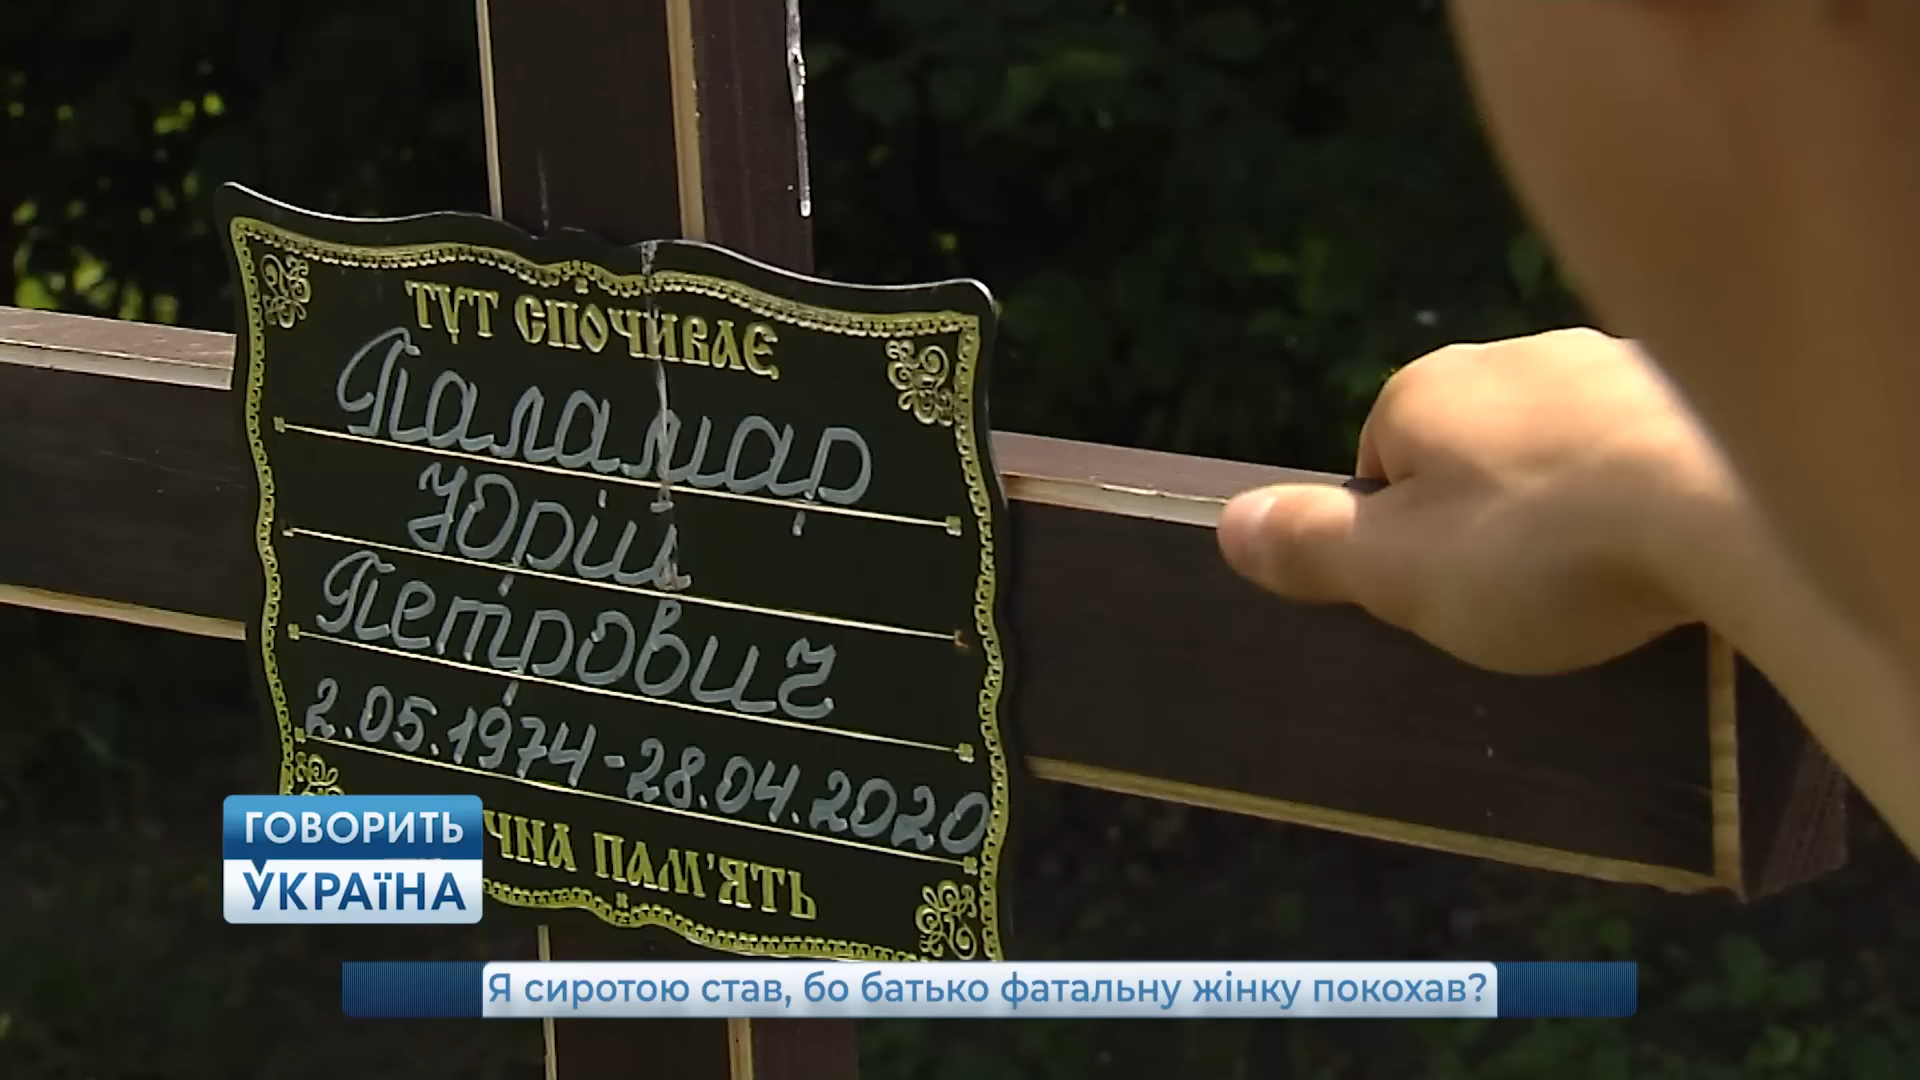 ТУТ СПОЧИВАЄ
Паламар
Юрій
Петрович
2.05.1974-28.04.2020
ЧНА ПАМ'ЯТЬ
ГОВОРИТЬ
УКРАЇНА
Я сиротою став, бо батько фатальну жінку покохав?